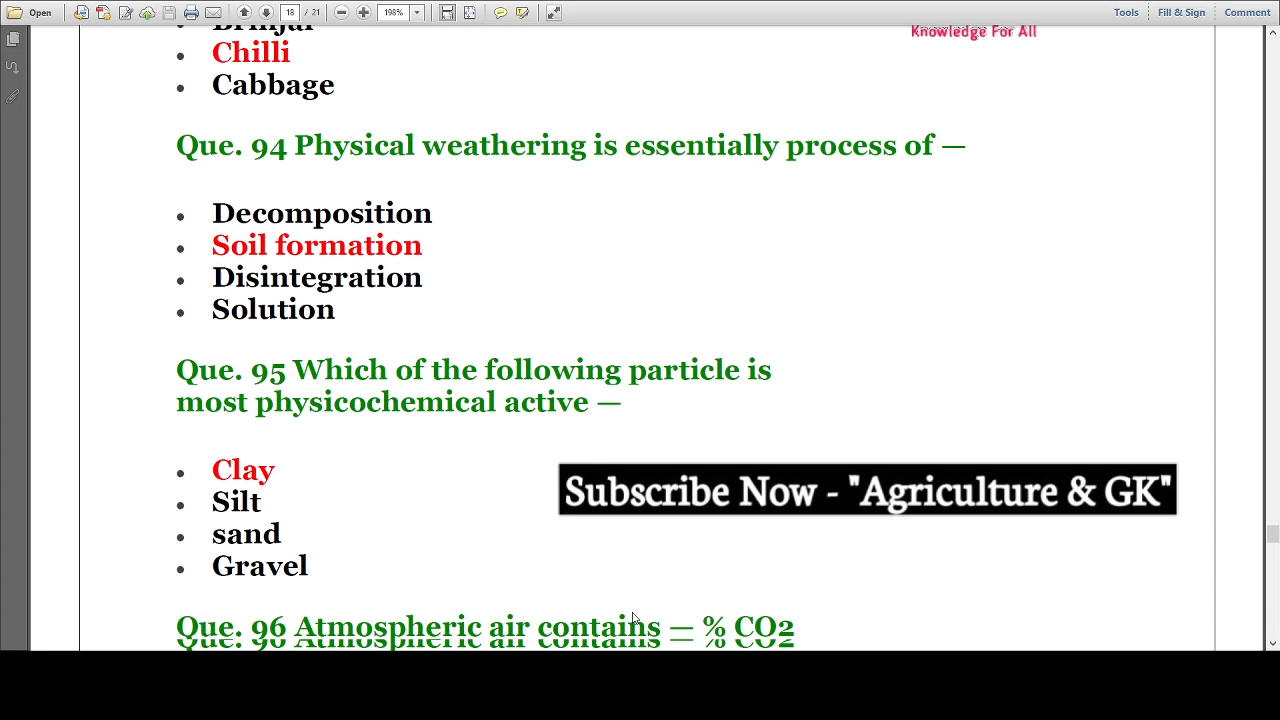 Open
18 / 21
198%
Tools
Fill & Sign
Comment
Brinjal
Knowledge For All
Chilli
Cabbage
Que. 94 Physical weathering is essentially process of —
Decomposition
Soil formation
Disintegration
Solution
Que. 95 Which of the following particle is
most physicochemical active —
Clay
Subscribe Now - "Agriculture & GK"
Silt
sand
Gravel
Que. 96 Atmospheric air contains — % CO2